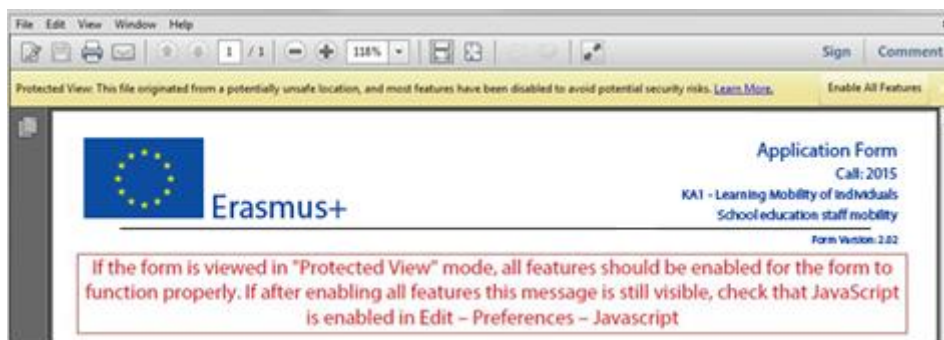 File Edit View Window Help
1 / 1 116% Sign Comment
Protected View: This file originated from a potentially unsafe location, and most features have been disabled to avoid potential security risks. Learn More. Enable All Features
Application Form
Call: 2015
KA1 - Learning Mobility of Individuals
Erasmus+
School education staff mobility
Form Version: 2.02
If the form is viewed in "Protected View" mode, all features should be enabled for the form to
function properly. If after enabling all features this message is still visible, check that JavaScript
is enabled in Edit – Preferences – Javascript